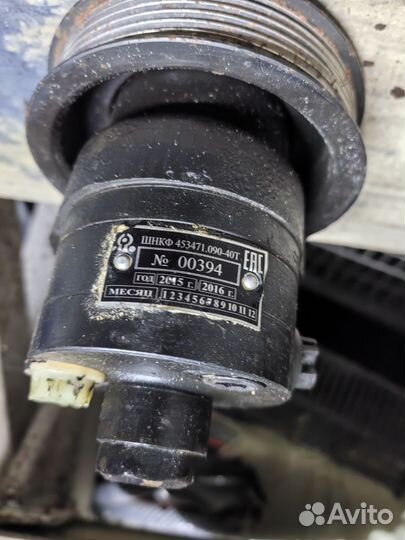 ШНКФ 453471.090-40Т
№ 00394
ЕАС
ГОД 2015 г. 2016 г.
МЕСЯЦ 1 2 3 4 5 6 7 8 9 10 11 12
Avito